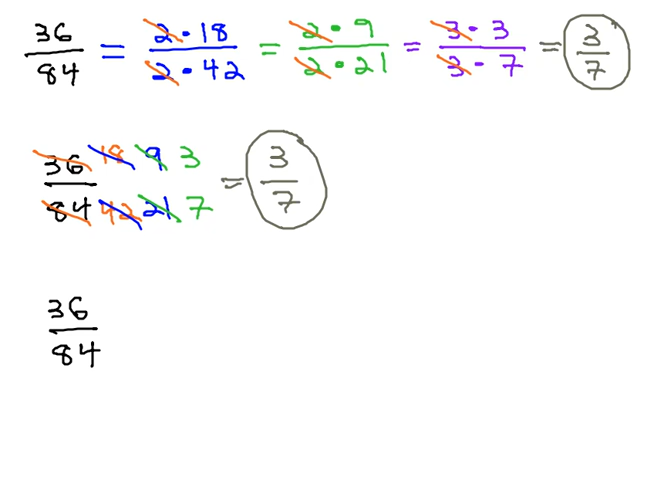 36/84 = 2·18/2·42 = 2·9/2·21 = 3·3/3·7 = 3/7
36 18 9 3/84 42 21 7 = 3/7
36/84